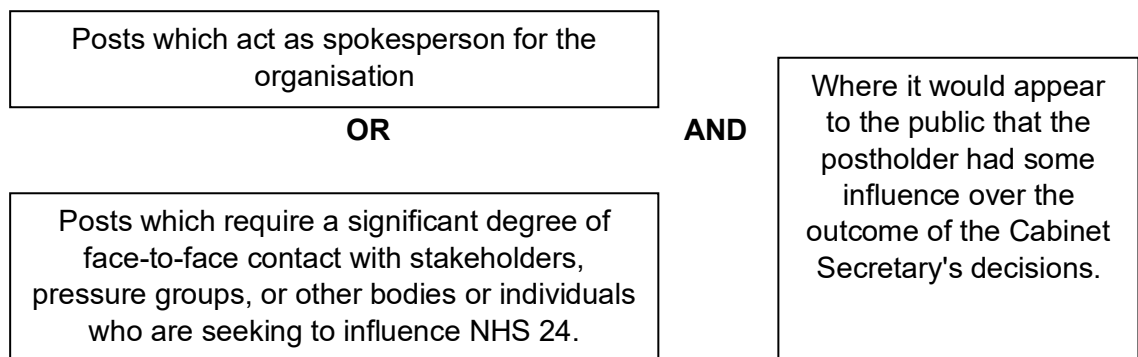 Posts which act as spokesperson for the
organisation
OR
Posts which require a significant degree of
face-to-face contact with stakeholders,
pressure groups, or other bodies or individuals
who are seeking to influence NHS 24.
AND
Where it would appear
to the public that the
postholder had some
influence over the
outcome of the Cabinet
Secretary's decisions.